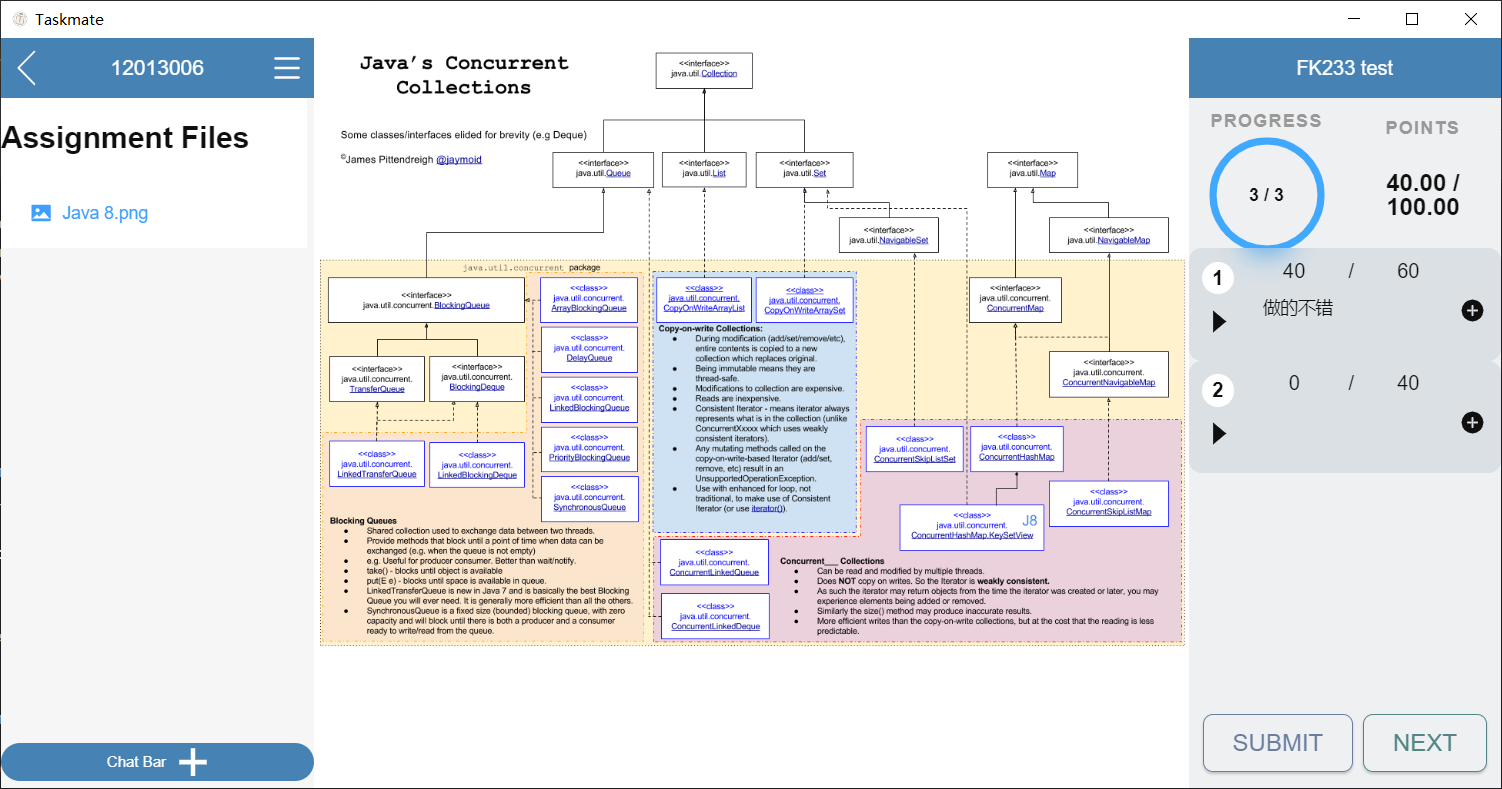 Taskmate
12013006
Assignment Files
Java 8.png
Chat Bar
Java's Concurrent
Collections
Some classes/interfaces elided for brevity (e.g Deque)
©James Pittendreigh @jaymoid
<<interface>>
java.util.Collection
<<interface>>
java.util.Queue
<<interface>>
java.util.List
<<interface>>
java.util.Set
<<interface>>
java.util.Map
<<interface>>
java.util.NavigableSet
<<interface>>
java.util.NavigableMap
java.util.concurrent package
<<interface>>
java.util.concurrent.BlockingQueue
<<class>>
java.util.concurrent.
ArrayBlockingQueue
<<class>>
java.util.concurrent.
CopyOnWriteArrayList
<<class>>
java.util.concurrent.
CopyOnWriteArraySet
<<interface>>
java.util.concurrent.
ConcurrentMap
<<class>>
java.util.concurrent.
DelayQueue
<<interface>>
java.util.concurrent.
TransferQueue
<<interface>>
java.util.concurrent.
BlockingDeque
<<interface>>
java.util.concurrent.
ConcurrentNavigableMap
<<class>>
java.util.concurrent.
LinkedBlockingQueue
<<class>>
java.util.concurrent.
PriorityBlockingQueue
<<class>>
java.util.concurrent.
LinkedTransferQueue
<<class>>
java.util.concurrent.
LinkedBlockingDeque
<<class>>
java.util.concurrent.
SynchronousQueue
Copy-on-write Collections:
● During modification (add/set/remove/etc),
entire contents is copied to a new
collection which replaces original.
● Being immutable means they are
thread-safe.
● Modifications to collection are expensive.
● Reads are inexpensive.
● Consistent Iterator - means iterator always
represents what is in the collection (unlike
ConcurrentXxxxx which uses weakly
consistent iterators).
● Any mutating methods called on the
copy-on-write-based Iterator (add/set,
remove, etc) result in an
UnsupportedOperationException.
● Use with enhanced for loop, not
traditional, to make use of Consistent
Iterator (or use iterator()).
<<class>>
java.util.concurrent.
ConcurrentSkipListSet
<<class>>
java.util.concurrent.
ConcurrentHashMap
<<class>>
java.util.concurrent.
ConcurrentSkipListMap
<<class>>
java.util.concurrent.
ConcurrentHashMap.KeySetView
J8
Blocking Queues
● Shared collection used to exchange data between two threads.
● Provide methods that block until a point of time when data can be
exchanged (e.g. when the queue is not empty)
● e.g. Useful for producer consumer. Better than wait/notify.
● take() - blocks until object is available
● put(E e) - blocks until space is available in queue.
● LinkedTransferQueue is new in Java 7 and is basically the best Blocking
Queue you will ever need. It is generally more efficient than all the others.
● SynchronousQueue is a fixed size (bounded) blocking queue, with zero
capacity and will block until there is both a producer and a consumer
ready to write/read from the queue.
<<class>>
java.util.concurrent.
ConcurrentLinkedQueue
<<class>>
java.util.concurrent.
ConcurrentLinkedDeque
Concurrent___ Collections
● Can be read and modified by multiple threads.
● Does NOT copy on writes. So the Iterator is weakly consistent.
● As such the iterator may return objects from the time the iterator was created or later, you may
experience elements being added or removed.
● Similarly the size() method may produce inaccurate results.
● More efficient writes than the copy-on-write collections, but at the cost that the reading is less
predictable.
FK233 test
PROGRESS
POINTS
3 / 3
40.00 /
100.00
1
40 / 60
做的不错
2
0 / 40
SUBMIT
NEXT